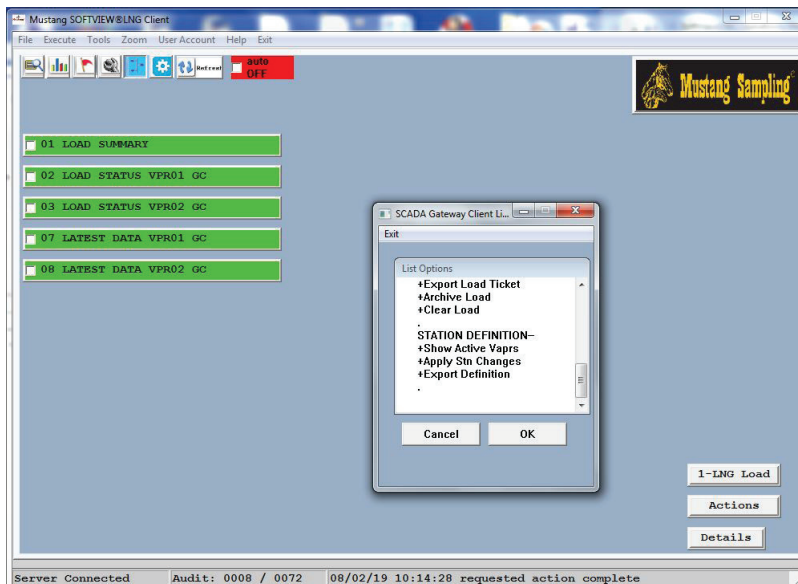 Mustang SOFTVIEW®LNG Client
File Execute Tools Zoom User Account Help Exit
Refresh
auto
OFF
Mustang Sampling
01 LOAD SUMMARY
02 LOAD STATUS VPR01 GC
03 LOAD STATUS VPR02 GC
07 LATEST DATA VPR01 GC
08 LATEST DATA VPR02 GC
SCADA Gateway Client Li...
Exit
List Options
+Export Load Ticket
+Archive Load
+Clear Load
.
STATION DEFINITION--
+Show Active Vaprs
+Apply Stn Changes
+Export Definition
.
Cancel OK
1-LNG Load
Actions
Details
Server Connected Audit: 0008 / 0072 08/02/19 10:14:28 requested action complete